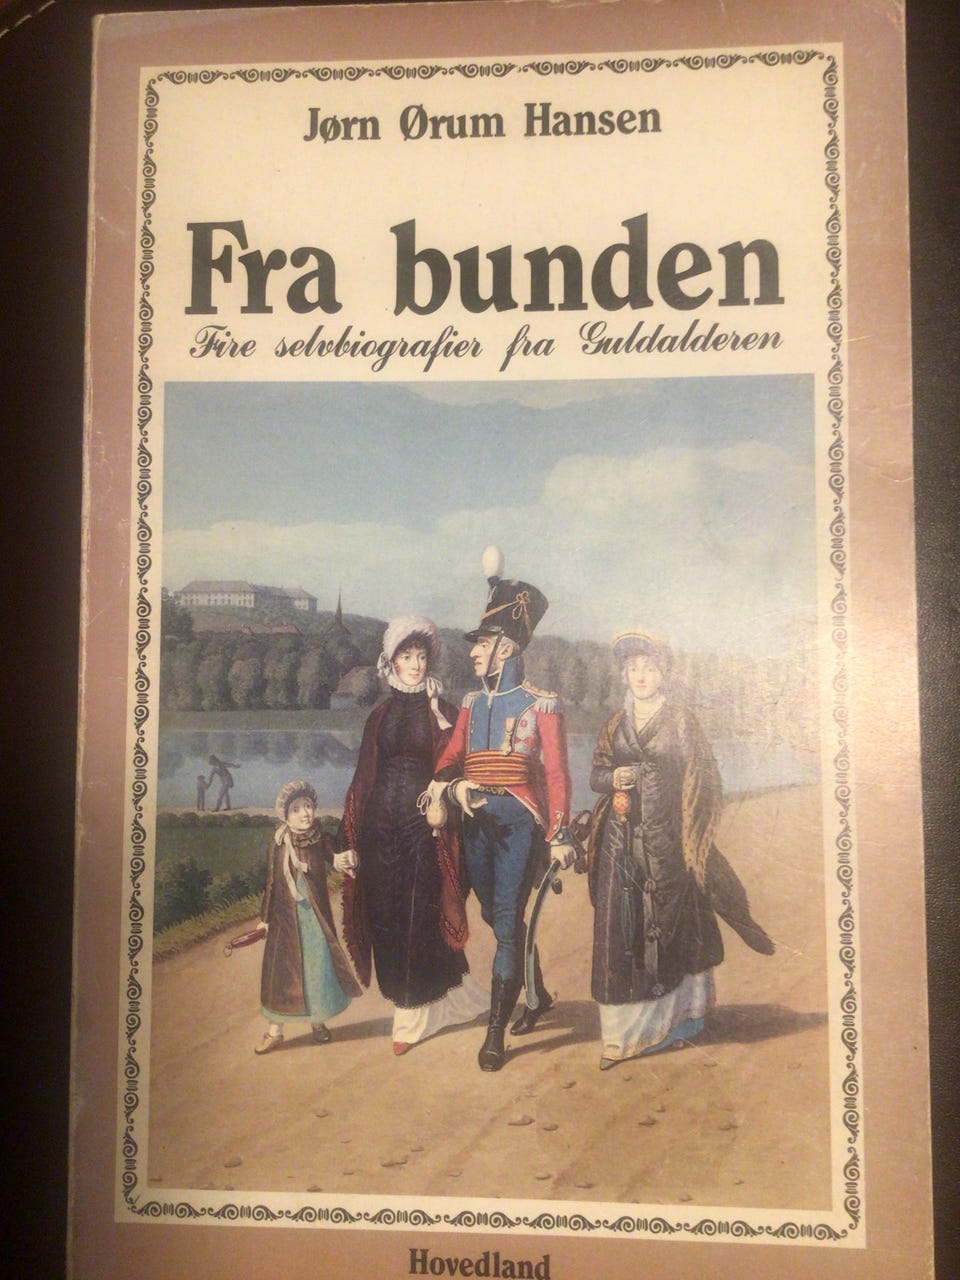 Jørn Ørum Hansen
Fra bunden
Fire selvbiografier fra Guldalderen
Hovedland